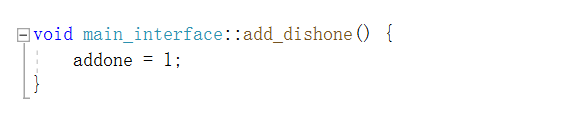 void main_interface::add_dishone() {
    addone = 1;
}